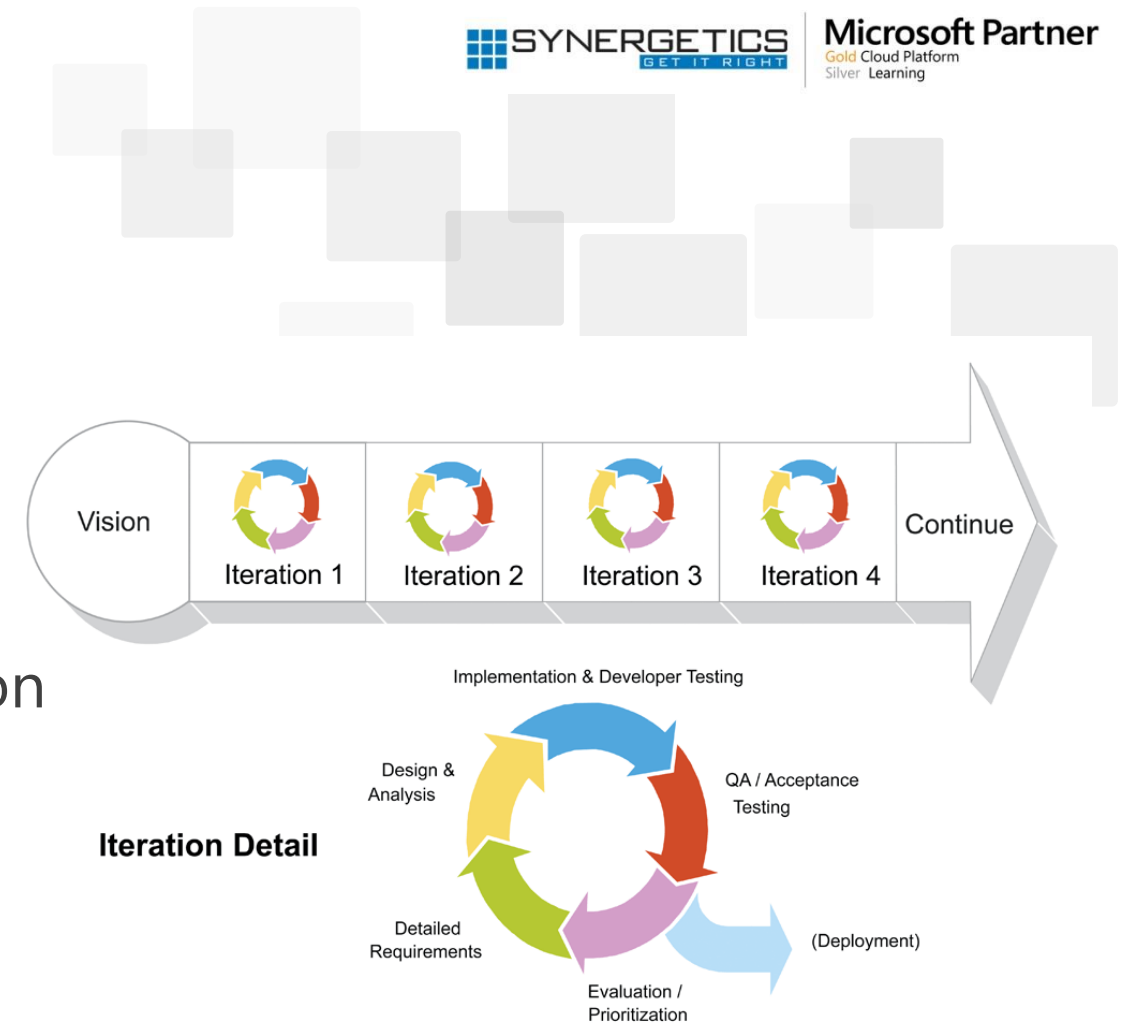 SYNERGETICS
GET IT RIGHT
Microsoft Partner
Gold Cloud Platform
Silver Learning
Vision
Iteration 1
Iteration 2
Iteration 3
Iteration 4
Continue
on
Implementation & Developer Testing
Design &
Analysis
QA / Acceptance
Testing
Iteration Detail
Detailed
Requirements
(Deployment)
Evaluation /
Prioritization